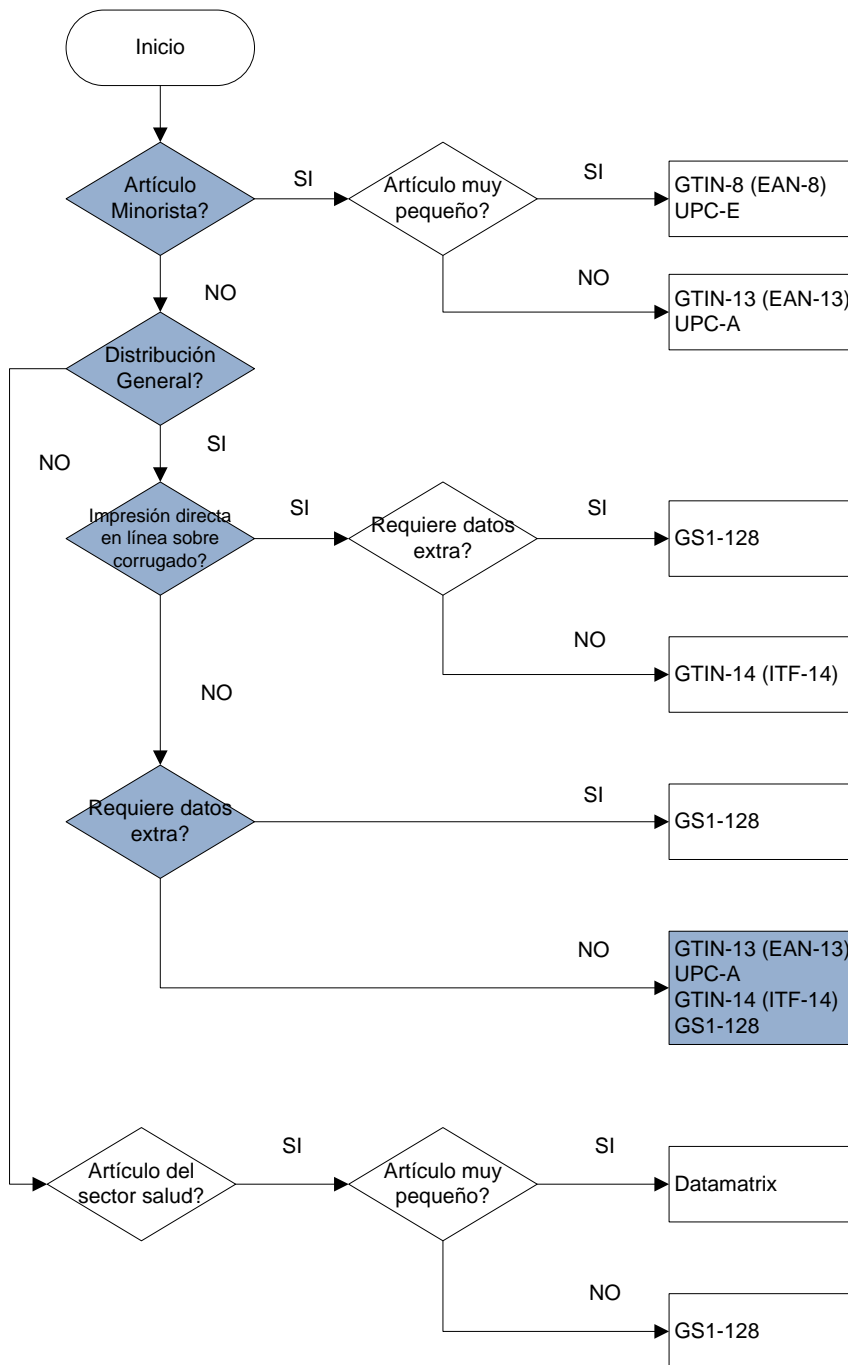 Inicio
Artículo
Minorista?
SI
Artículo muy
pequeño?
SI
GTIN-8 (EAN-8)
UPC-E
NO
GTIN-13 (EAN-13)
UPC-A
NO
Distribución
General?
NO
SI
Impresión directa
en línea sobre
corrugado?
SI
Requiere datos
extra?
SI
GS1-128
NO
GTIN-14 (ITF-14)
NO
Requiere datos
extra?
SI
GS1-128
NO
GTIN-13 (EAN-13)
UPC-A
GTIN-14 (ITF-14)
GS1-128
Artículo del
sector salud?
SI
Artículo muy
pequeño?
SI
Datamatrix
NO
GS1-128